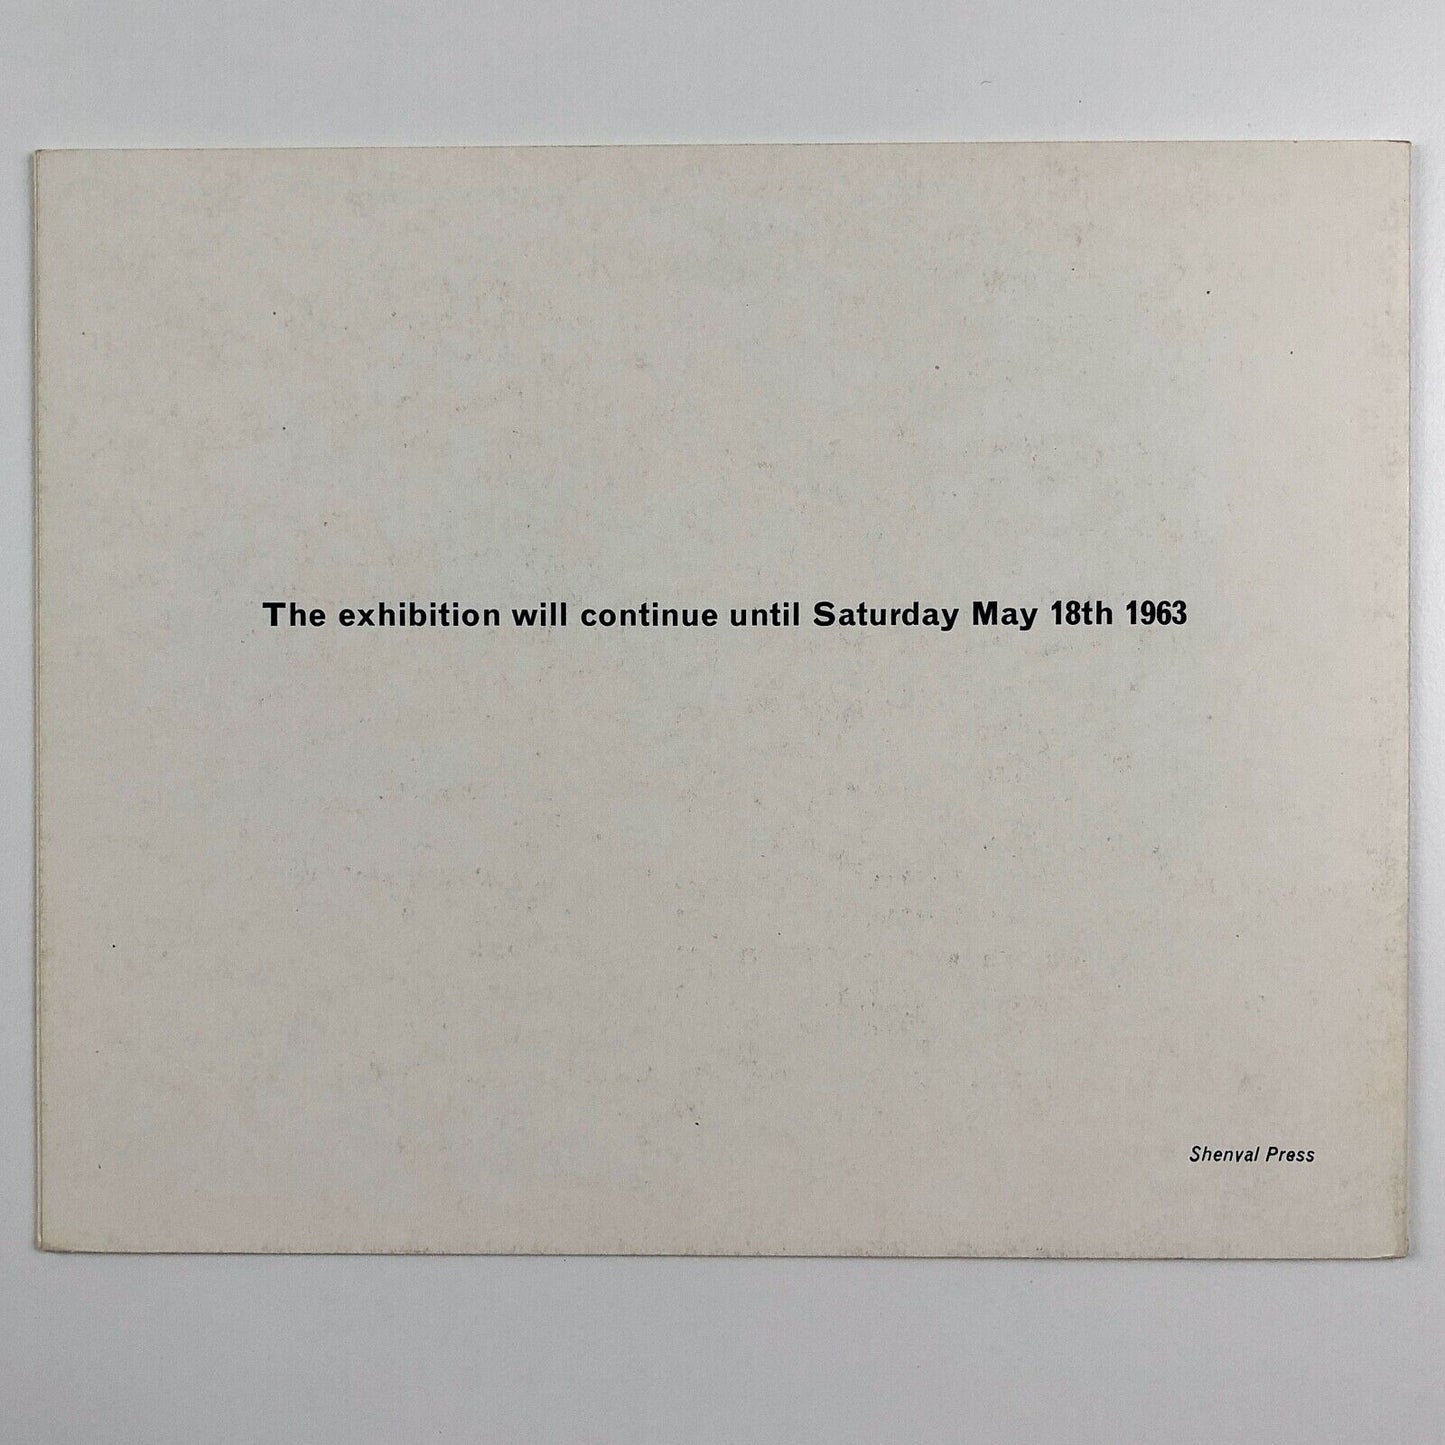 The exhibition will continue until Saturday May 18th 1963
Shenval Press